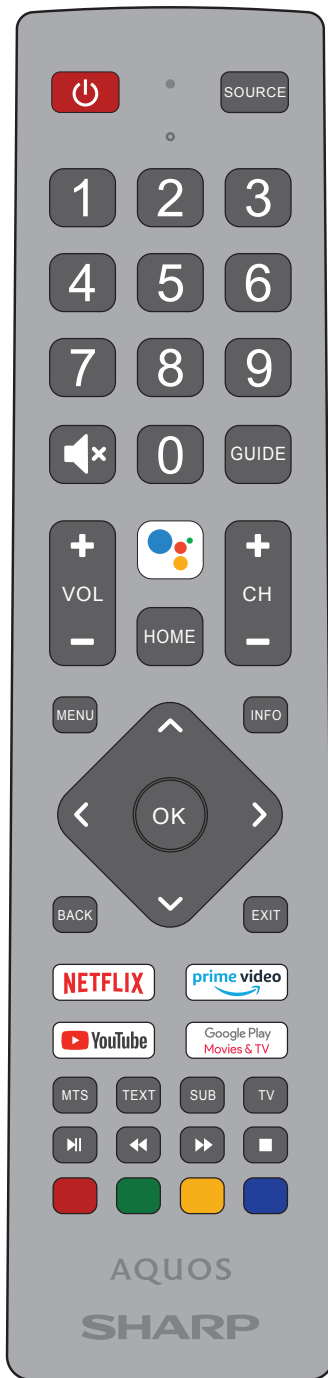 SOURCE
1 2 3
4 5 6
7 8 9
0 GUIDE
+ +
VOL CH
− HOME −
MENU INFO
OK
BACK EXIT
NETFLIX prime video
YouTube Google Play
Movies & TV
MTS TEXT SUB TV
AQUOS
SHARP